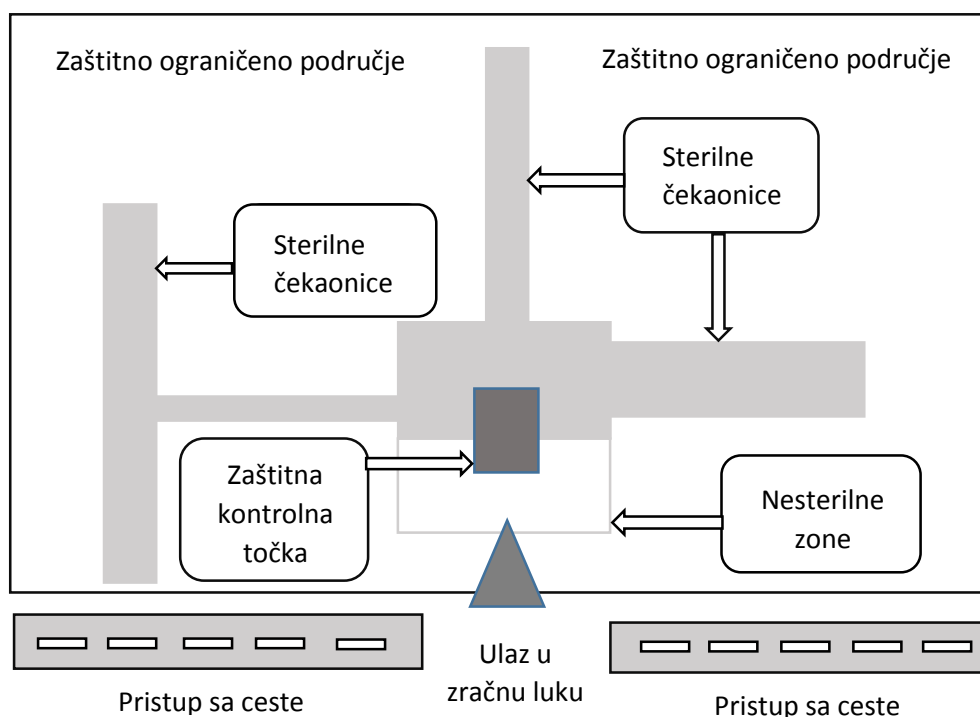 Zaštitno ograničeno područje
Zaštitno ograničeno područje
Sterilne
čekaonice
Sterilne
čekaonice
Zaštitna
kontrolna
točka
Nesterilne
zone
Ulaz u
zračnu luku
Pristup sa ceste
Pristup sa ceste